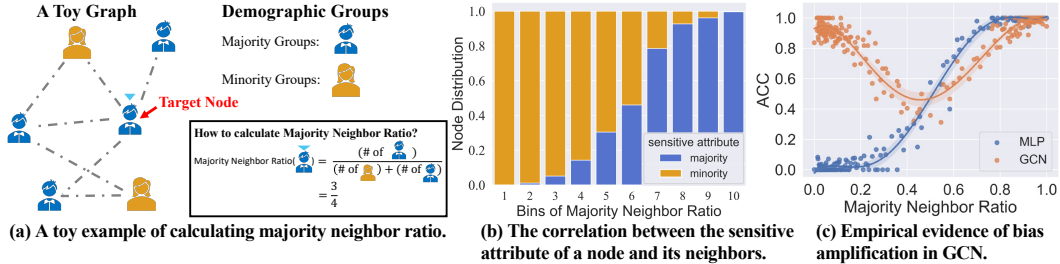 A Toy Graph
Target Node
Demographic Groups
Majority Groups:
Minority Groups:
How to calculate Majority Neighbor Ratio?
Majority Neighbor Ratio( ) = (# of )
(# of ) + (# of )
= 3
4
(a) A toy example of calculating majority neighbor ratio.
Node Distribution
1.0
0.8
0.6
0.4
0.2
0.0
sensitive attribute
majority
minority
1 2 3 4 5 6 7 8 9 10
Bins of Majority Neighbor Ratio
(b) The correlation between the sensitive
attribute of a node and its neighbors.
ACC
1.0
0.8
0.6
0.4
0.2
0.0
MLP
GCN
0.0 0.2 0.4 0.6 0.8 1.0
Majority Neighbor Ratio
(c) Empirical evidence of bias
amplification in GCN.